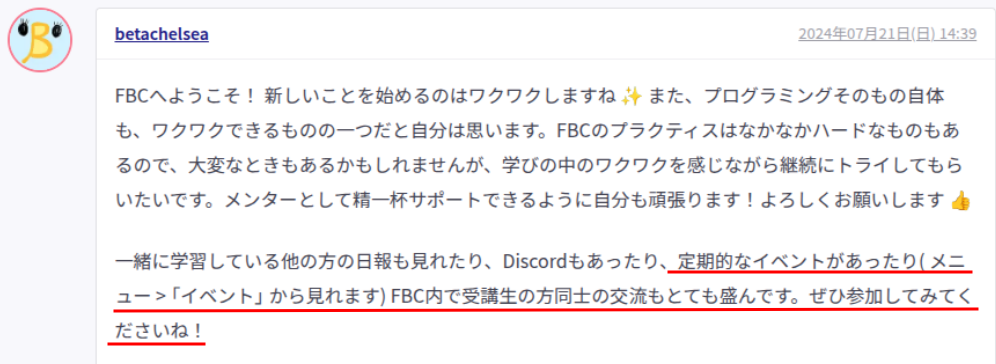 betachelsea
2024年07月21日(日) 14:39
FBCへようこそ！ 新しいことを始めるのはワクワクしますね ✨ また、プログラミングそのもの自体
も、ワクワクできるものの一つだと自分は思います。FBCのプラクティスはなかなかハードなものもあ
るので、大変なときもあるかもしれませんが、学びの中のワクワクを感じながら継続にトライしてもら
いたいです。メンターとして精一杯サポートできるように自分も頑張ります！よろしくお願いします 👍
一緒に学習している他の方の日報も見れたり、Discordもあったり、定期的なイベントがあったり( メニ
ュー >「イベント」から見れます) FBC内で受講生の方同士の交流もとても盛んです。ぜひ参加してみてく
ださいね！